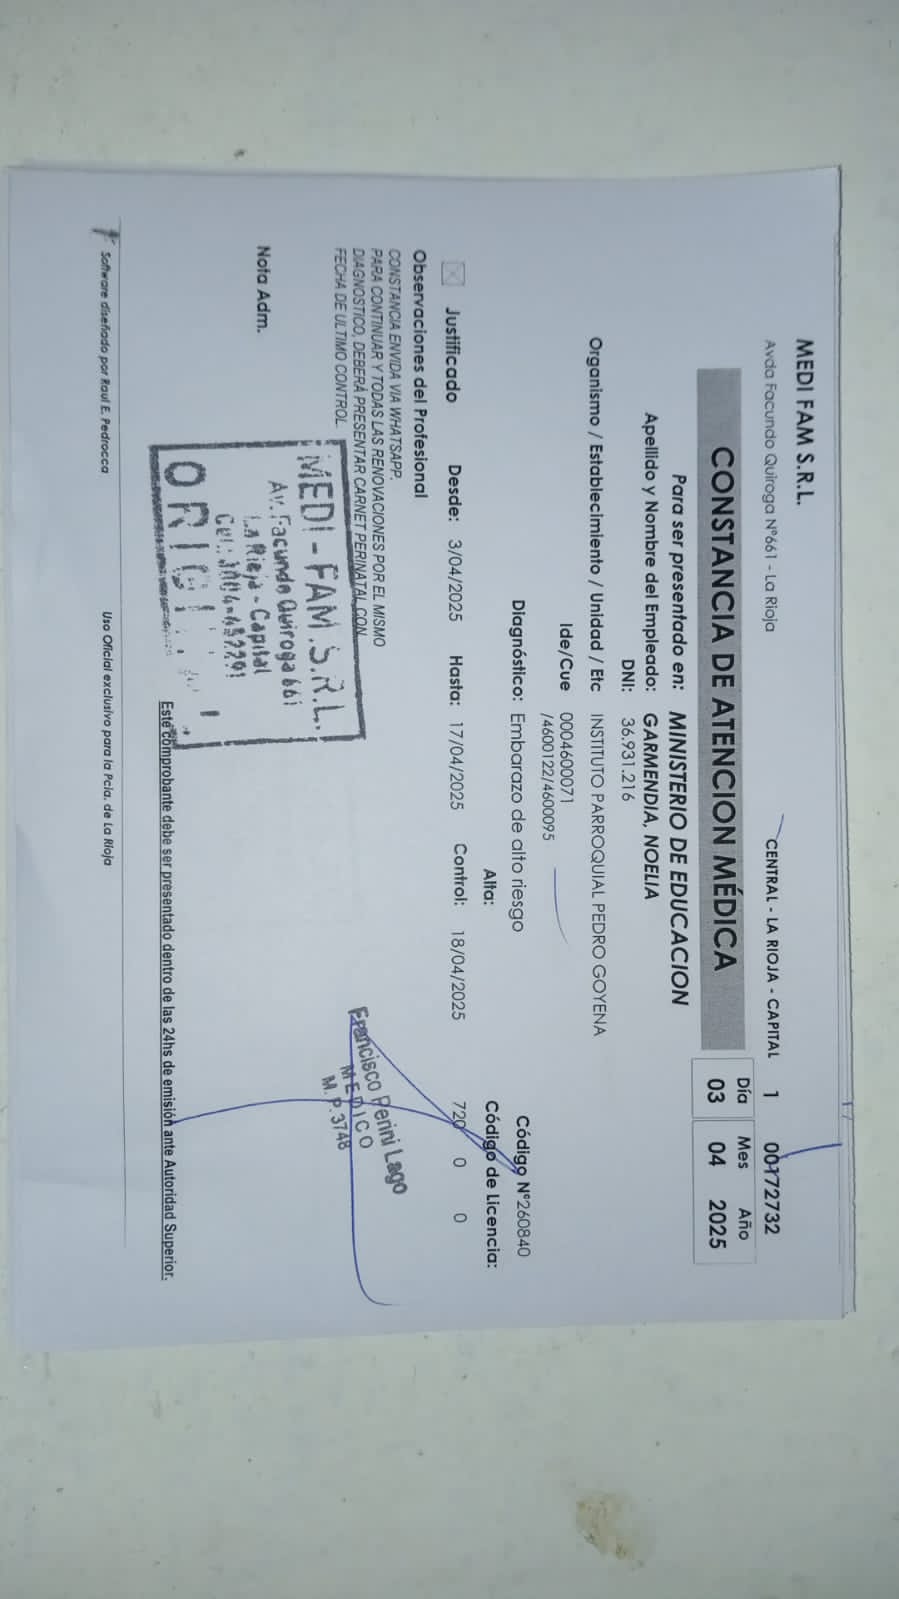 MEDI FAM S.R.L.
Avda Facundo Quiroga N°661 - La Rioja
CENTRAL - LA RIOJA - CAPITAL 1 00172732
CONSTANCIA DE ATENCION MÉDICA
Día Mes Año
03 04 2025
Para ser presentado en: MINISTERIO DE EDUCACION
Apellido y Nombre del Empleado: GARMENDIA, NOELIA
DNI: 36.931.216
Organismo / Establecimiento / Unidad / Etc INSTITUTO PARROQUIAL PEDRO GOYENA
Ide/Cue 0004600071
/4600122/4600095
Diagnóstico: Embarazo de alto riesgo
Código N°260840
Alta:
Código de Licencia:
Justificado Desde: 3/04/2025 Hasta: 17/04/2025 Control: 18/04/2025 720 0 0
Observaciones del Profesional
CONSTANCIA ENVIDA VIA WHATSAPP.
PARA CONTINUAR Y TODAS LAS RENOVACIONES POR EL MISMO
DIAGNOSTICO, DEBERÁ PRESENTAR CARNET PERINATAL CON
FECHA DE ULTIMO CONTROL.
Francisco Perini Lago
MEDICO
M.P.3748
Nota Adm.
MEDI - FAM.S.R.L.
Av. Facundo Quiroga 661
La Rioja - Capital
Este comprobante debe ser presentado dentro de las 24hs de emisión ante Autoridad Superior.
Software diseñado por Raul E. Pedrocca
Uso Oficial exclusivo para la Pcia. de La Rioja